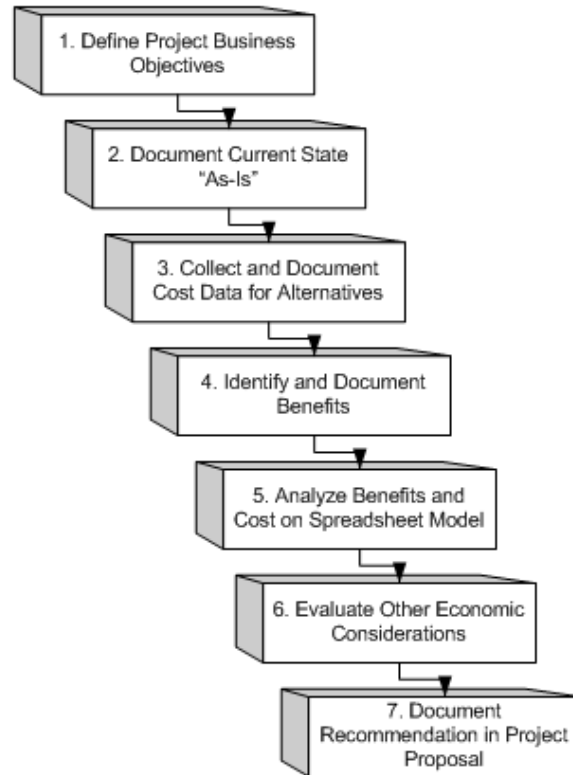 1. Define Project Business
Objectives
2. Document Current State
“As-Is”
3. Collect and Document
Cost Data for Alternatives
4. Identify and Document
Benefits
5. Analyze Benefits and
Cost on Spreadsheet Model
6. Evaluate Other Economic
Considerations
7. Document
Recommendation in Project
Proposal